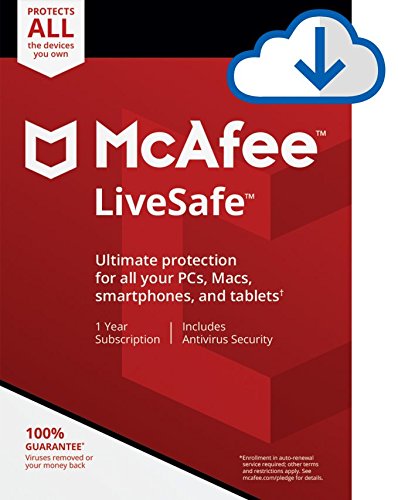 PROTECTS
ALL
the devices
you own
McAfee™
LiveSafe™
Ultimate protection
for all your PCs, Macs,
smartphones, and tablets†
1 Year
Subscription
Includes
Antivirus Security
100%
GUARANTEE*
Viruses removed or
your money back
*Enrollment in auto-renewal
service required; other terms
and restrictions apply. See
mcafee.com/pledge for details.